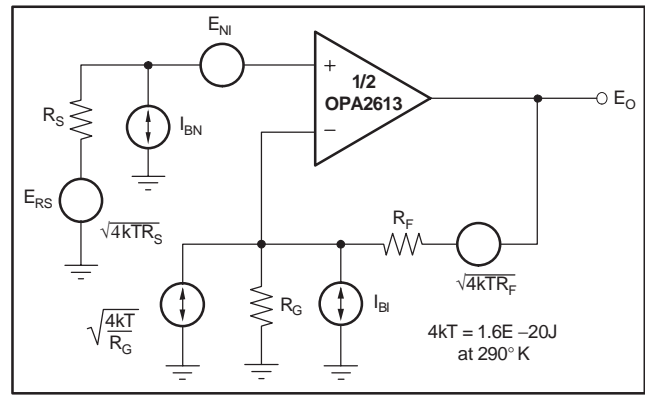 E_NI
+
1/2
OPA2613
−
E_O
R_S
I_BN
E_RS
√4kTR_S
R_F
√4kTR_F
√4kT/R_G
R_G
I_BI
4kT = 1.6E −20J
at 290° K